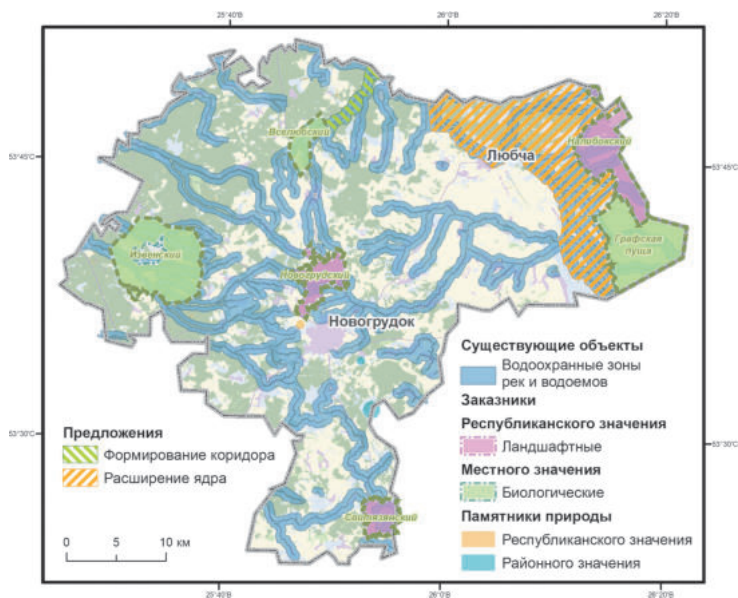 25°40'В
26°0'В
26°20'В
53°45'С
53°45'С
Вселюбский
Любча
Налибокский
Графская
пуща
Извенский
Новогрудский
Новогрудок
Свитязянский
53°30'С
53°30'С
Предложения
Формирование коридора
Расширение ядра
0 5 10 км
Существующие объекты
Водоохранные зоны
рек и водоемов
Заказники
Республиканского значения
Ландшафтные
Местного значения
Биологические
Памятники природы
Республиканского значения
Районного значения
25°40'В
26°0'В
26°20'В